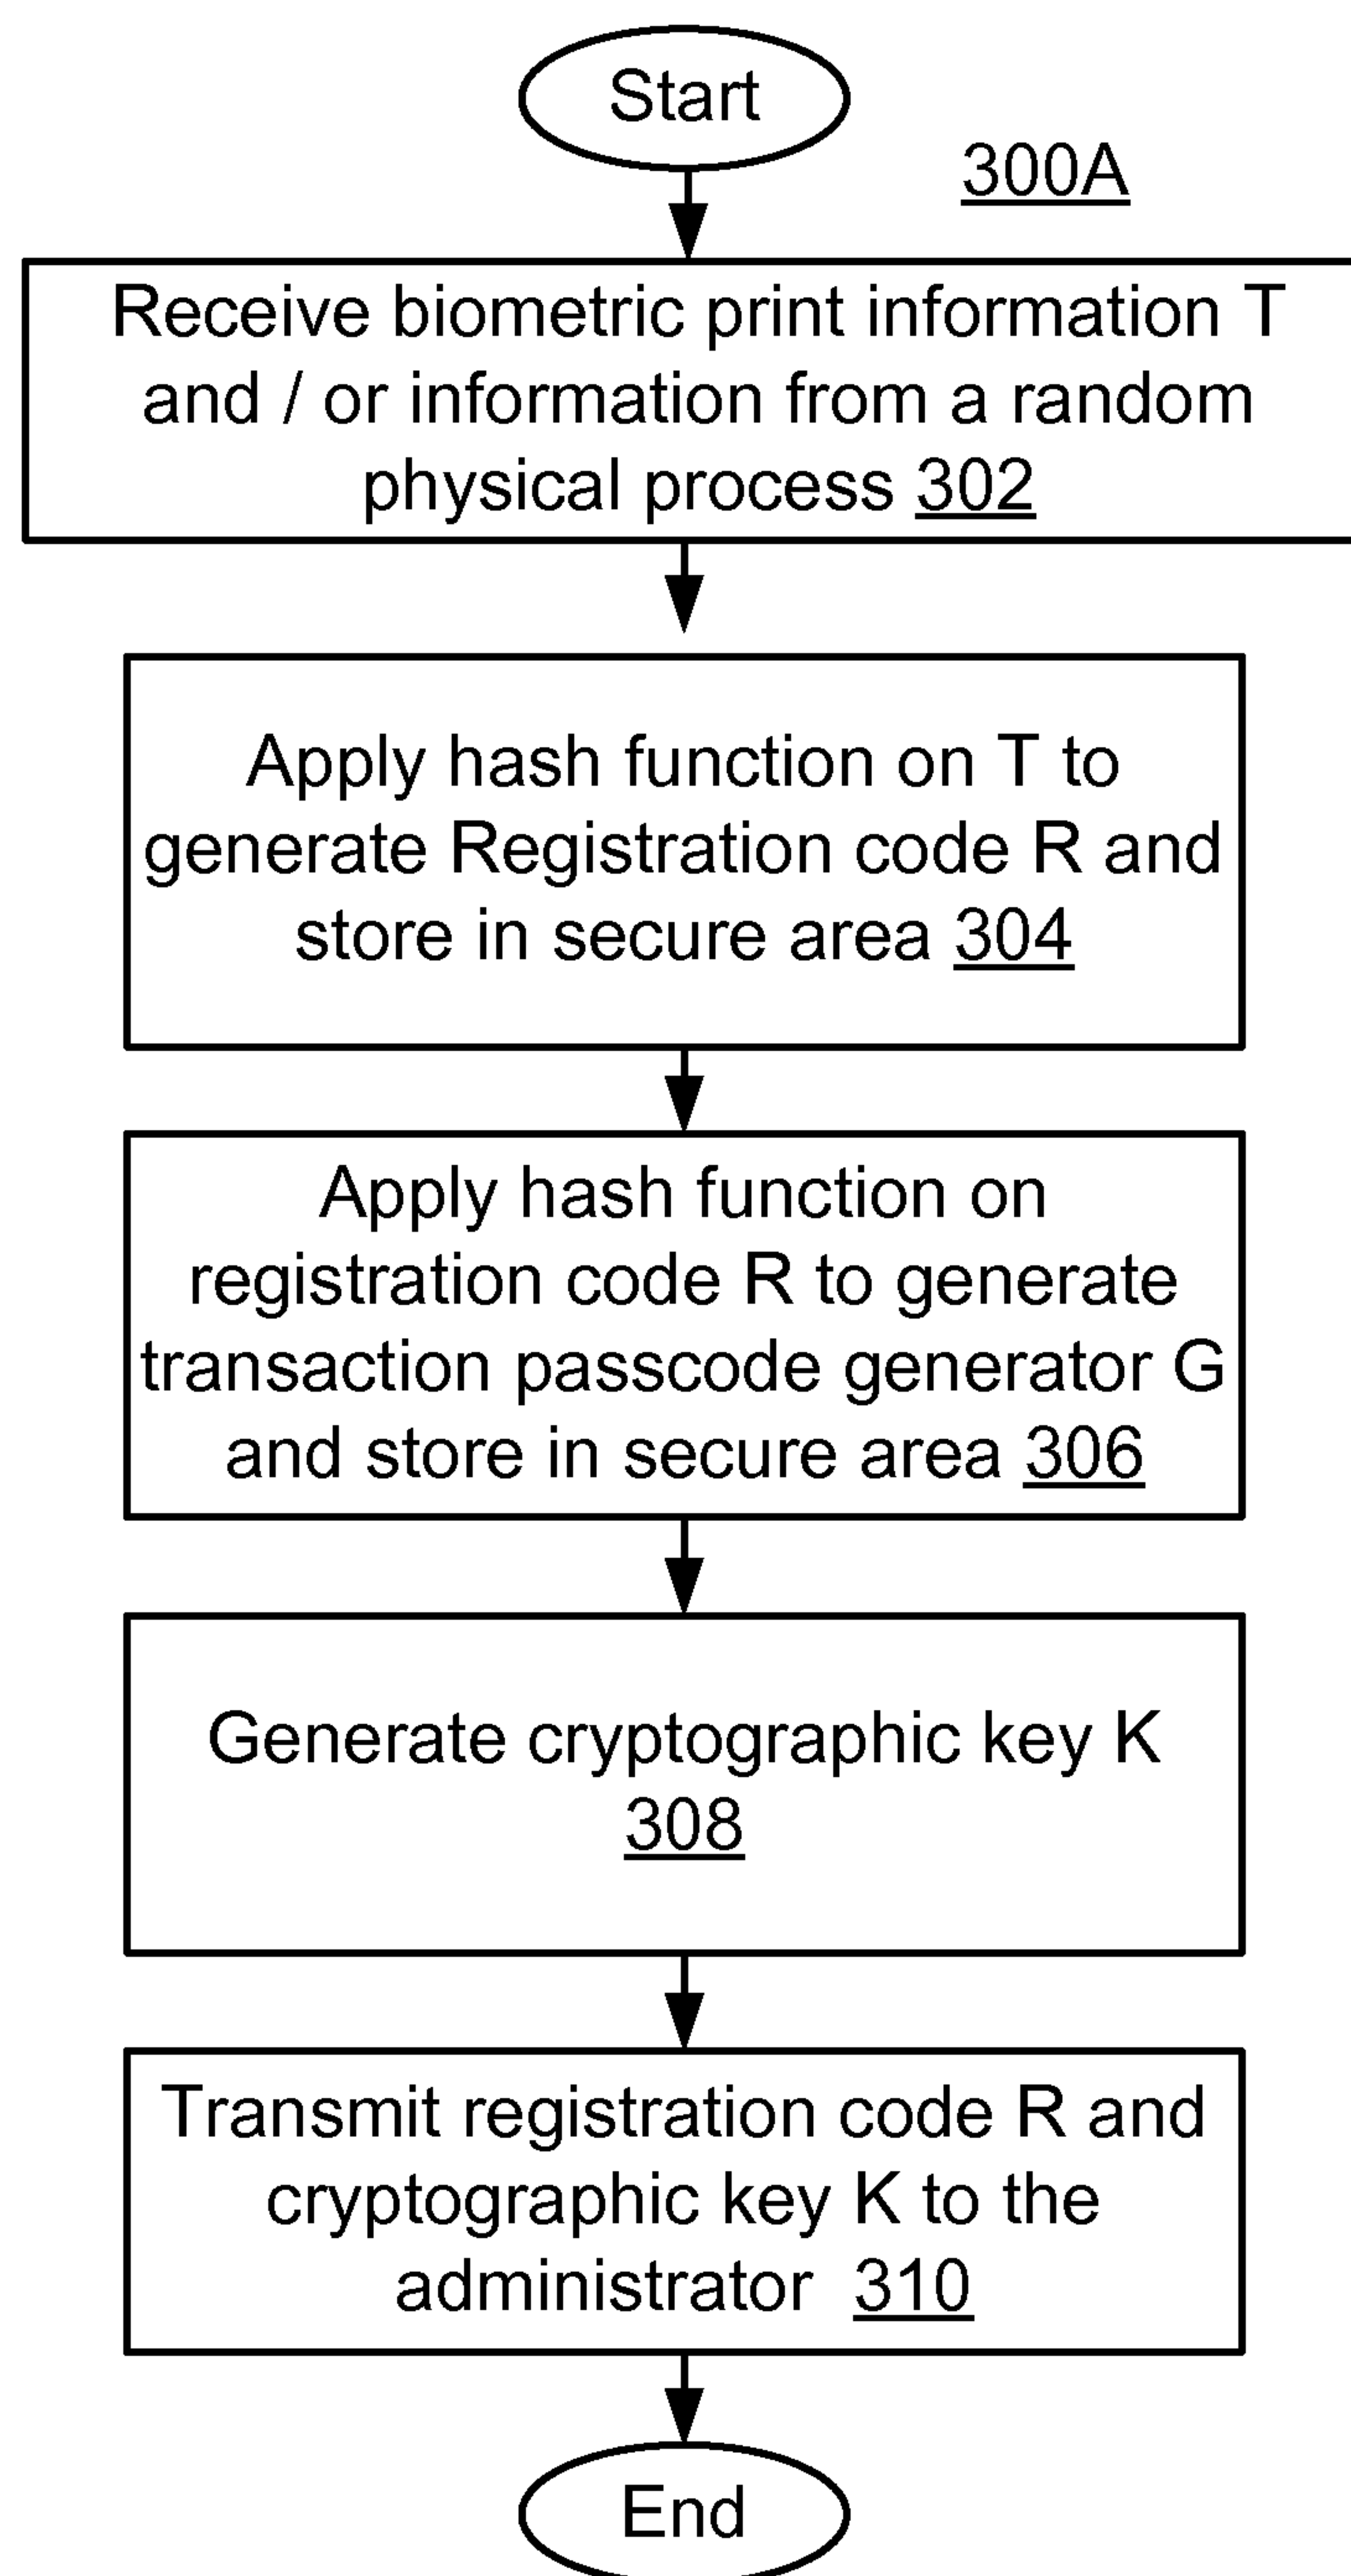 Start
300A
Receive biometric print information T
and / or information from a random
physical process 302
Apply hash function on T to
generate Registration code R and
store in secure area 304
Apply hash function on
registration code R to generate
transaction passcode generator G
and store in secure area 306
Generate cryptographic key K
308
Transmit registration code R and
cryptographic key K to the
administrator 310
End